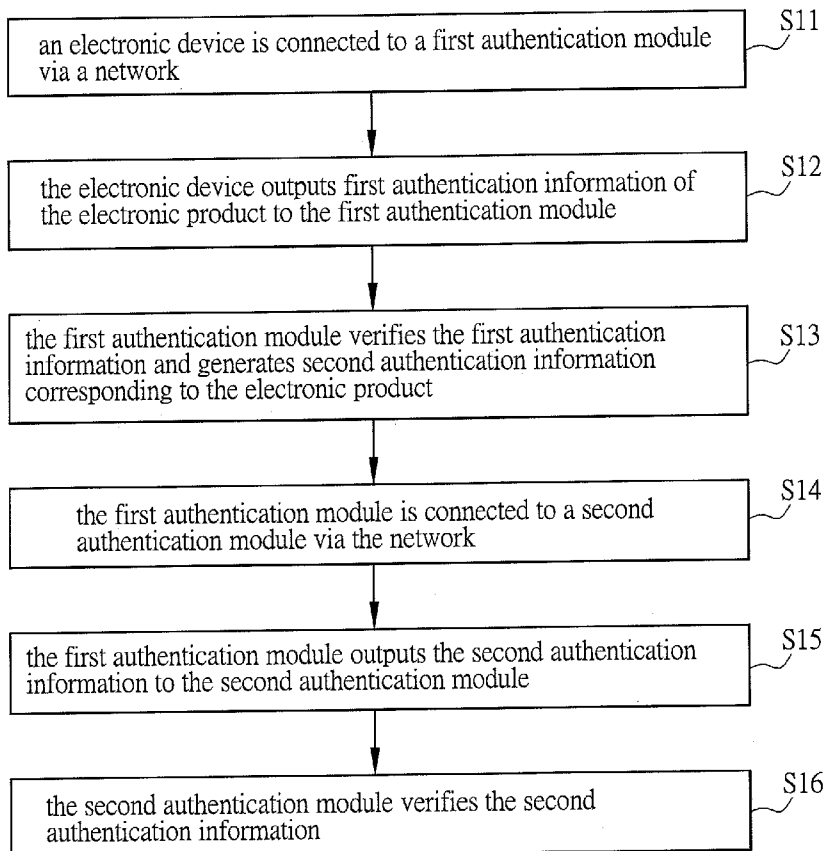 S11
an electronic device is connected to a first authentication module
via a network
S12
the electronic device outputs first authentication information of
the electronic product to the first authentication module
S13
the first authentication module verifies the first authentication
information and generates second authentication information
corresponding to the electronic product
S14
the first authentication module is connected to a second
authentication module via the network
S15
the first authentication module outputs the second authentication
information to the second authentication module
S16
the second authentication module verifies the second
authentication information